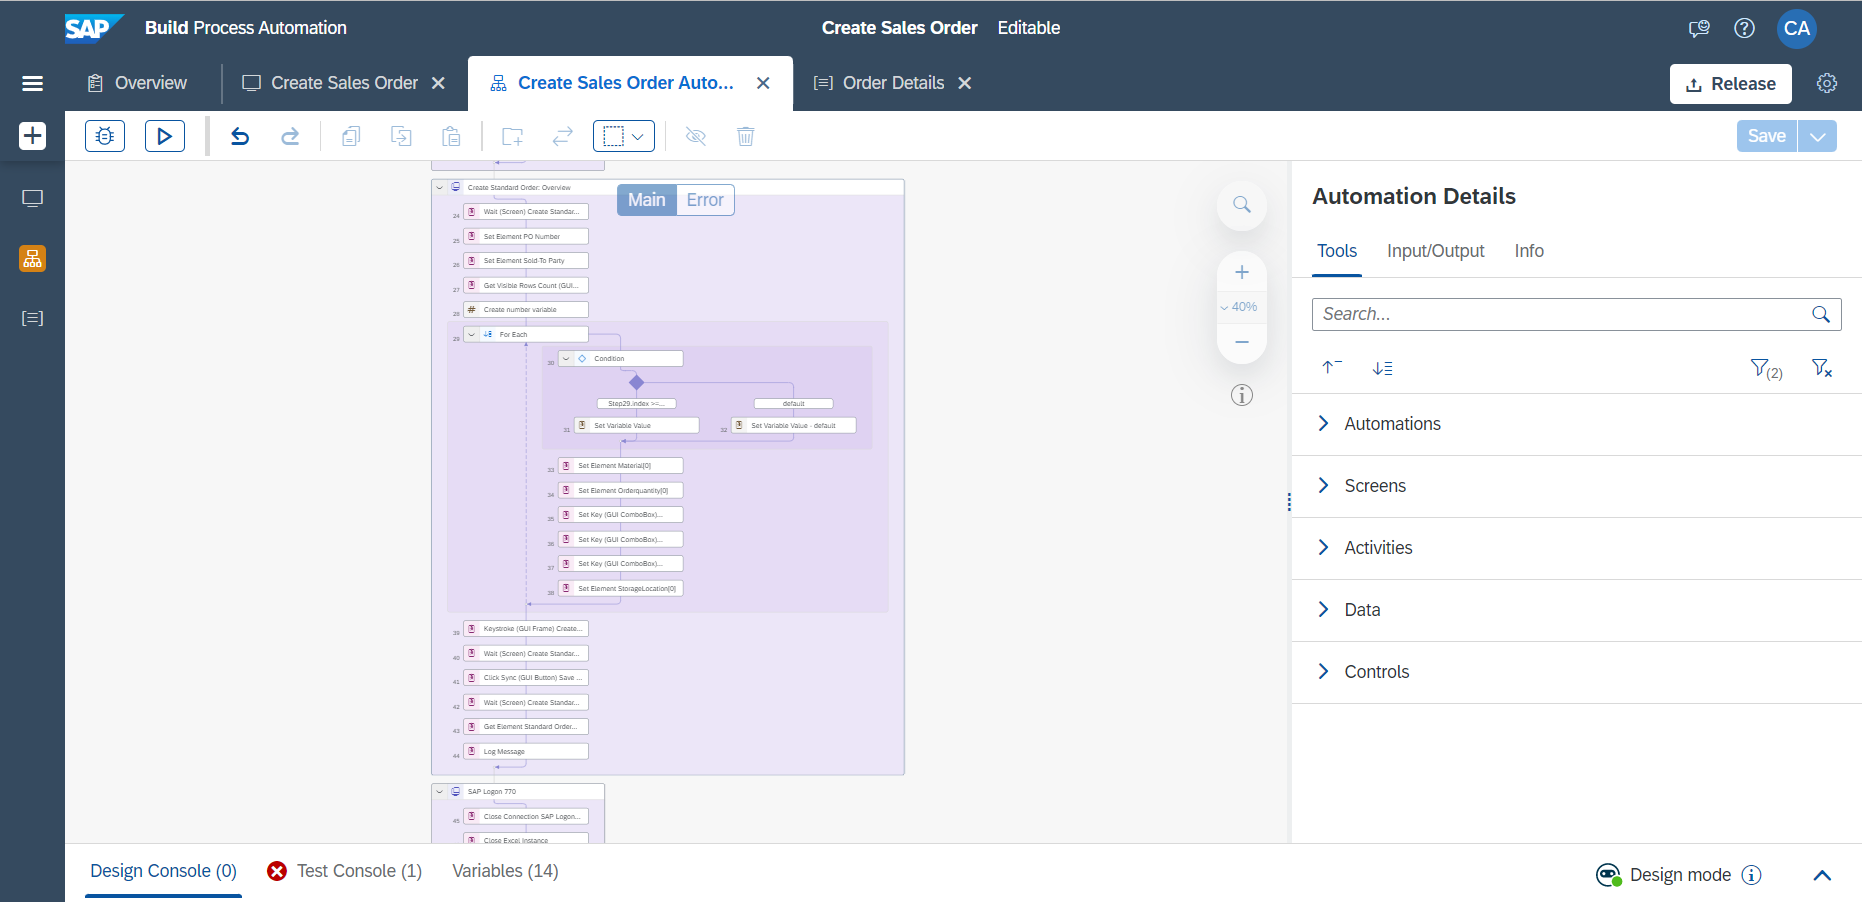 SAP
Build Process Automation
Create Sales Order Editable
CA
Overview
Create Sales Order
Create Sales Order Auto...
Order Details
Release
Save
Create Standard Order: Overview
Main
Error
24 Wait (Screen) Create Standar...
25 Set Element PO Number
26 Set Element Sold-To Party
27 Get Visible Rows Count (GUI...
28 # Create number variable
29 For Each
30 Condition
Step29.index >=...
default
31 Set Variable Value
32 Set Variable Value - default
33 Set Element Material[0]
34 Set Element Orderquantity[0]
35 Set Key (GUI ComboBox)...
36 Set Key (GUI ComboBox)...
37 Set Key (GUI ComboBox)...
38 Set Element StorageLocation[0]
39 Keystroke (GUI Frame) Create...
40 Wait (Screen) Create Standar...
41 Click Sync (GUI Button) Save ...
42 Wait (Screen) Create Standar...
43 Get Element Standard Order...
44 Log Message
SAP Logon 770
45 Close Connection SAP Logon...
Close Excel Instance
40%
Automation Details
Tools
Input/Output
Info
Search...
(2)
Automations
Screens
Activities
Data
Controls
Design Console (0)
Test Console (1)
Variables (14)
Design mode